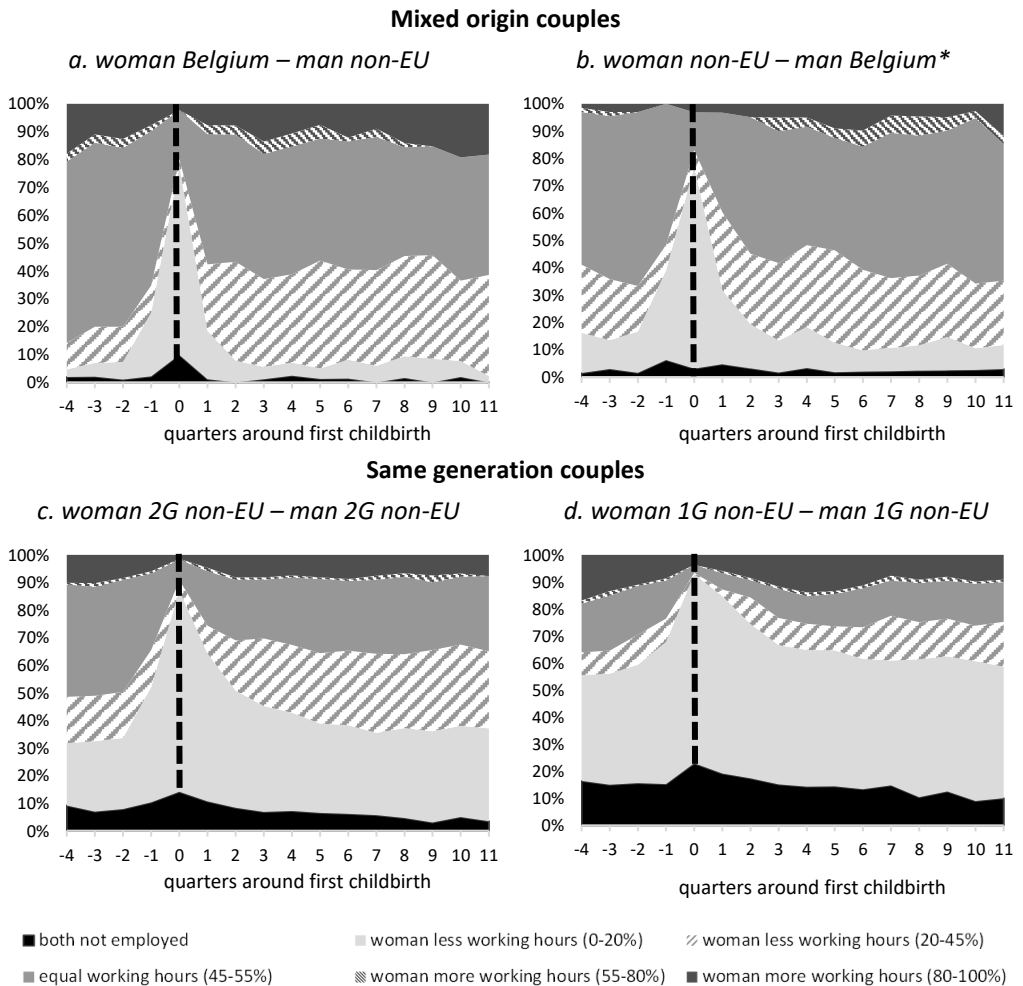 Mixed origin couples
a. woman Belgium – man non-EU
b. woman non-EU – man Belgium*
100%
90%
80%
70%
60%
50%
40%
30%
20%
10%
0%
-4 -3 -2 -1 0 1 2 3 4 5 6 7 8 9 10 11
quarters around first childbirth
100%
90%
80%
70%
60%
50%
40%
30%
20%
10%
0%
-4 -3 -2 -1 0 1 2 3 4 5 6 7 8 9 10 11
quarters around first childbirth
Same generation couples
c. woman 2G non-EU – man 2G non-EU
d. woman 1G non-EU – man 1G non-EU
100%
90%
80%
70%
60%
50%
40%
30%
20%
10%
0%
-4 -3 -2 -1 0 1 2 3 4 5 6 7 8 9 10 11
quarters around first childbirth
100%
90%
80%
70%
60%
50%
40%
30%
20%
10%
0%
-4 -3 -2 -1 0 1 2 3 4 5 6 7 8 9 10 11
quarters around first childbirth
both not employed
woman less working hours (0-20%)
woman less working hours (20-45%)
equal working hours (45-55%)
woman more working hours (55-80%)
woman more working hours (80-100%)